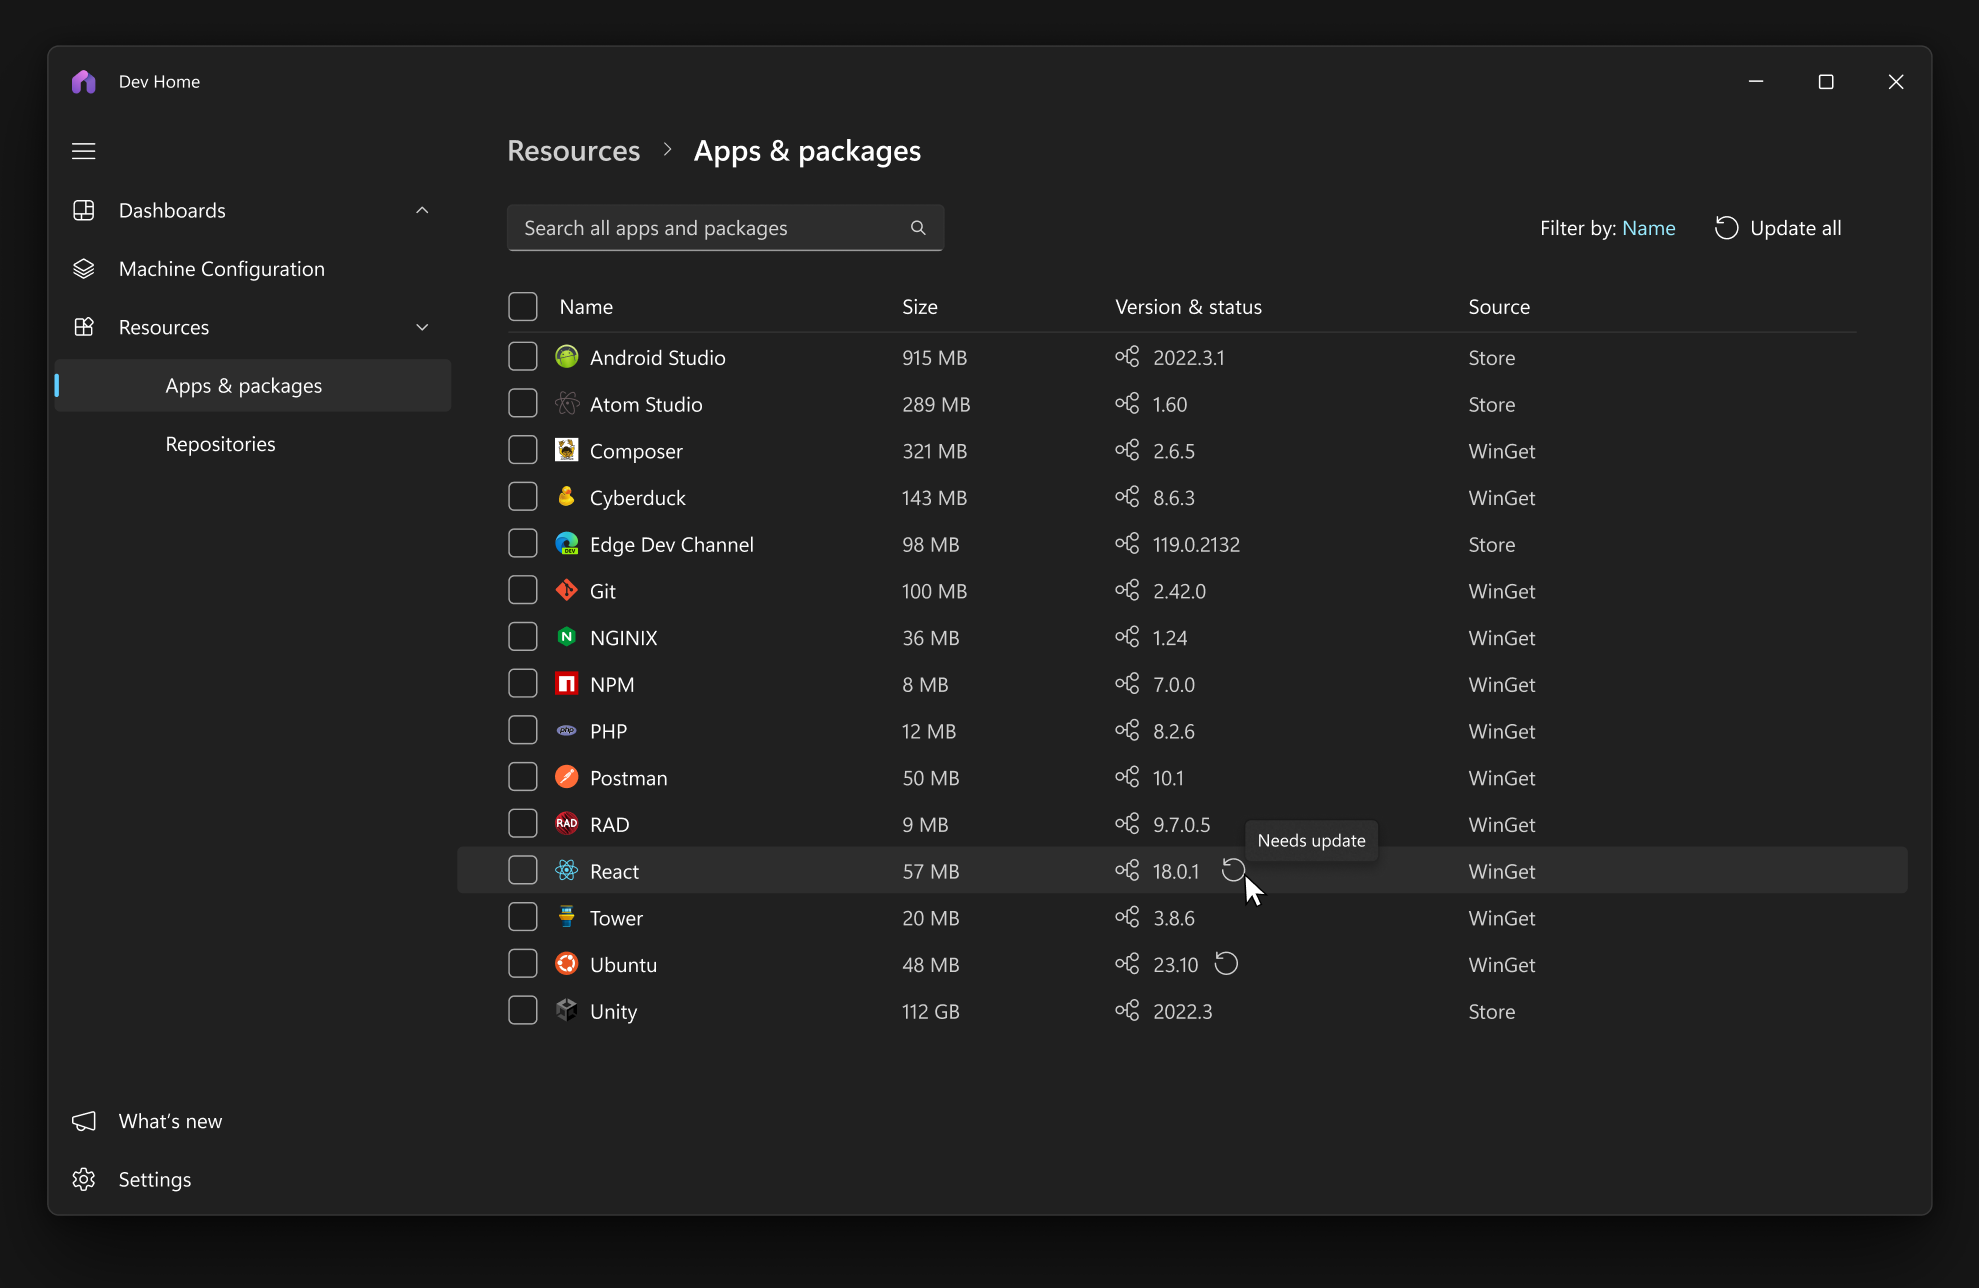 Dev Home
Resources > Apps & packages
Dashboards
Machine Configuration
Resources
Apps & packages
Repositories
What's new
Settings
Search all apps and packages
Filter by: Name
Update all
Name Size Version & status Source
Android Studio 915 MB 2022.3.1 Store
Atom Studio 289 MB 1.60 Store
Composer 321 MB 2.6.5 WinGet
Cyberduck 143 MB 8.6.3 WinGet
DEV Edge Dev Channel 98 MB 119.0.2132 Store
Git 100 MB 2.42.0 WinGet
N NGINIX 36 MB 1.24 WinGet
NPM 8 MB 7.0.0 WinGet
php PHP 12 MB 8.2.6 WinGet
Postman 50 MB 10.1 WinGet
RAD RAD 9 MB 9.7.0.5 WinGet
Needs update
React 57 MB 18.0.1 WinGet
Tower 20 MB 3.8.6 WinGet
Ubuntu 48 MB 23.10 WinGet
Unity 112 GB 2022.3 Store